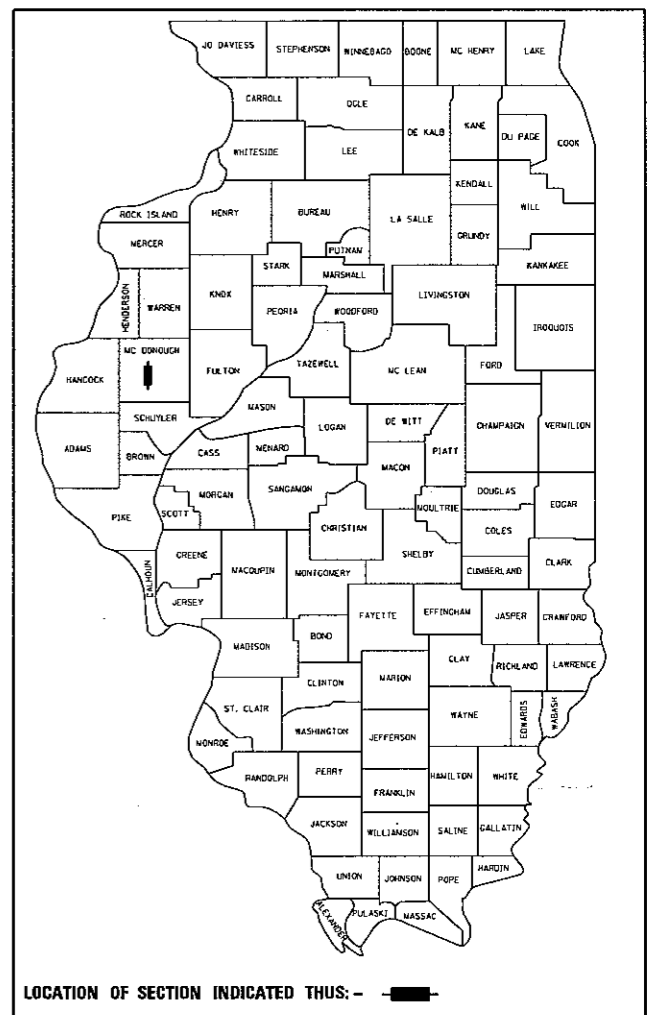 JO DAVIESS STEPHENSON WINNEBAGO BOONE MC HENRY LAKE
CARROLL OGLE DE KALB KANE DU PAGE COOK
WHITESIDE LEE KENDALL WILL
ROCK ISLAND HENRY BUREAU LA SALLE GRUNDY
MERCER PUTNAM KANKAKEE
STARK MARSHALL
HENDERSON WARREN KNOX PEORIA WOODFORD LIVINGSTON IROQUOIS
MC DONOUGH
HANCOCK FULTON TAZEWELL MC LEAN FORD
MASON
SCHUYLER LOGAN DE WITT CHAMPAIGN VERMILION
ADAMS BROWN CASS MENARD MACON PIATT
PIKE SCOTT MORGAN SANGAMON MOULTRIE DOUGLAS EDGAR
CHRISTIAN COLES
CALHOUN GREENE MACOUPIN MONTGOMERY SHELBY CUMBERLAND CLARK
JERSEY
FAYETTE EFFINGHAM JASPER CRAWFORD
MADISON BOND
CLAY RICHLAND LAWRENCE
CLINTON MARION
ST. CLAIR WAYNE EDWARDS WABASH
MONROE WASHINGTON JEFFERSON
RANDOLPH PERRY HAMILTON WHITE
FRANKLIN
JACKSON WILLIAMSON SALINE GALLATIN
UNION JOHNSON POPE HARDIN
ALEXANDER PULASKI MASSAC
LOCATION OF SECTION INDICATED THUS: -